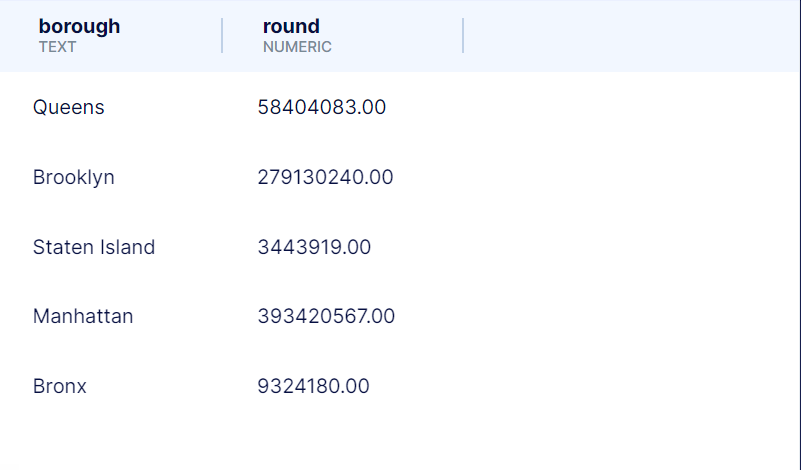 borough round
TEXT NUMERIC
Queens 58404083.00
Brooklyn 279130240.00
Staten Island 3443919.00
Manhattan 393420567.00
Bronx 9324180.00